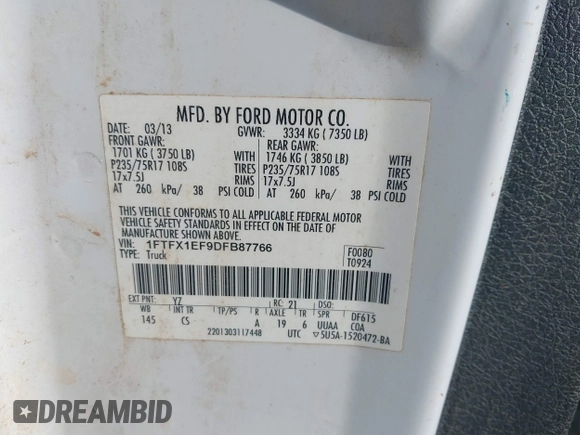 MFD. BY FORD MOTOR CO.
DATE: 03/13 GVWR: 3334 KG ( 7350 LB)
FRONT GAWR: REAR GAWR:
1701 KG ( 3750 LB) WITH 1746 KG ( 3850 LB) WITH
P235/75R17 108S TIRES P235/75R17 108S TIRES
17x7.5J RIMS 17x7.5J RIMS
AT 260 kPa/ 38 PSI COLD AT 260 kPa/ 38 PSI COLD
THIS VEHICLE CONFORMS TO ALL APPLICABLE FEDERAL MOTOR
VEHICLE SAFETY STANDARDS IN EFFECT ON THE DATE OF
MANUFACTURE SHOWN ABOVE.
VIN: 1FTFX1EF9DFB87766 F0080
TYPE: Truck T0924
EXT PNT: YZ RC: 21 DSO:
WB INT TR TP/PS R AXLE TR SPR DF615
145 CS A 19 6 UUAA COA
2201303117448 UTC ▽5U5A-1520472-BA
DREAMBID